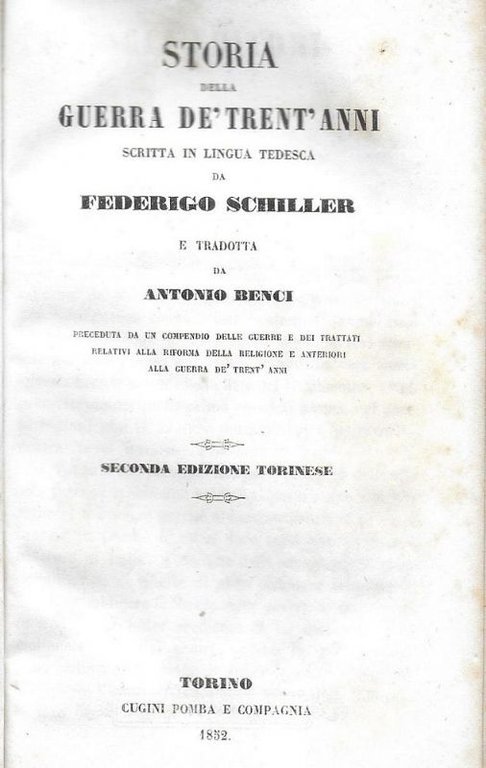 STORIA
DELLA
GUERRA DE' TRENT' ANNI
SCRITTA IN LINGUA TEDESCA
DA
FEDERIGO SCHILLER
E TRADOTTA
DA
ANTONIO BENCI
PRECEDUTA DA UN COMPENDIO DELLE GUERRE E DEI TRATTATI
RELATIVI ALLA RIFORMA DELLA RELIGIONE E ANTERIORI
ALLA GUERRA DE' TRENT' ANNI
SECONDA EDIZIONE TORINESE
TORINO
CUGINI POMBA E COMPAGNIA
1852.